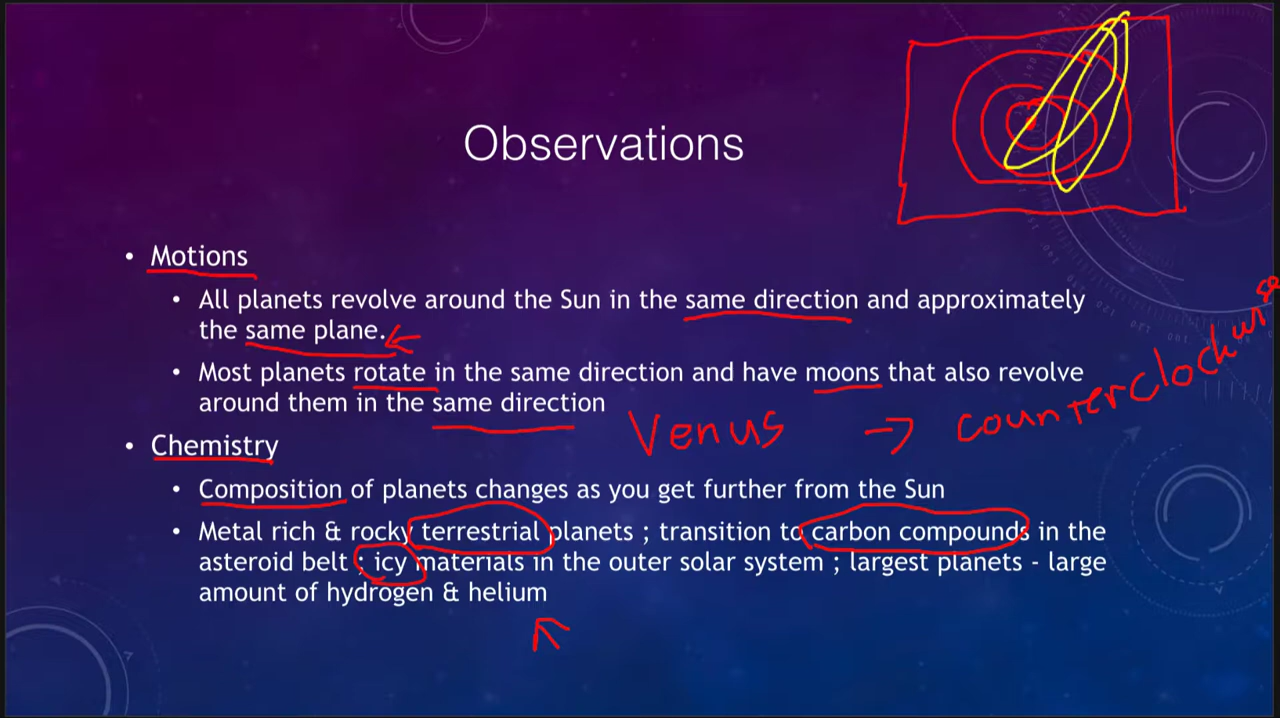 Observations
• Motions
• All planets revolve around the Sun in the same direction and approximately
the same plane.
• Most planets rotate in the same direction and have moons that also revolve
around them in the same direction
Venus → counterclockwise
• Chemistry
• Composition of planets changes as you get further from the Sun
• Metal rich & rocky terrestrial planets ; transition to carbon compounds in the
asteroid belt ; icy materials in the outer solar system ; largest planets - large
amount of hydrogen & helium